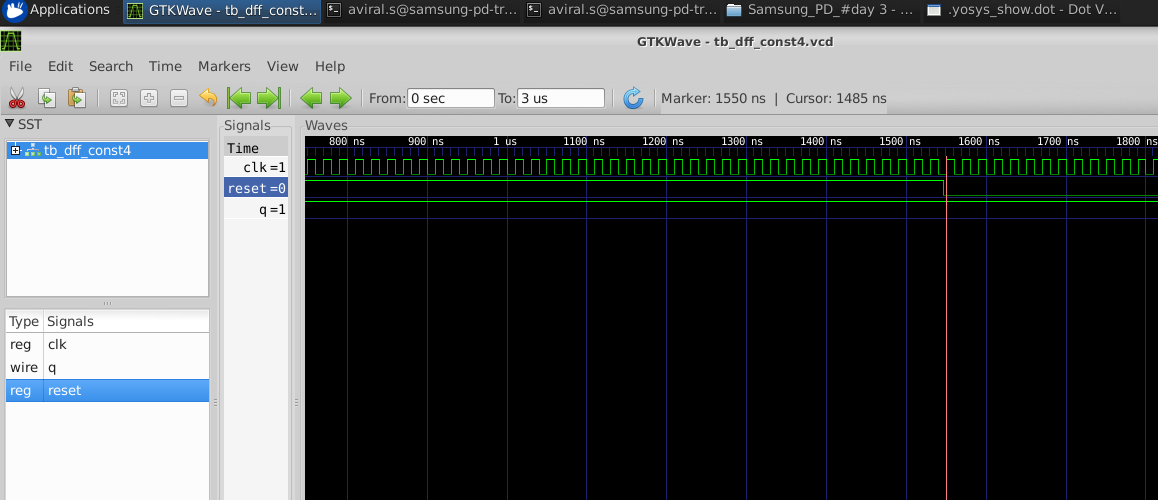 Applications GTKWave - tb_dff_const... aviral.s@samsung-pd-tr... aviral.s@samsung-pd-tr... Samsung_PD_#day 3 - ... .yosys_show.dot - Dot V...
GTKWave - tb_dff_const4.vcd
File Edit Search Time Markers View Help
From: 0 sec To: 3 us Marker: 1550 ns | Cursor: 1485 ns
SST
tb_dff_const4
Type Signals
reg clk
wire q
reg reset
Signals
Time
clk=1
reset=0
q=1
Waves
800 ns 900 ns 1 us 1100 ns 1200 ns 1300 ns 1400 ns 1500 ns 1600 ns 1700 ns 1800 ns